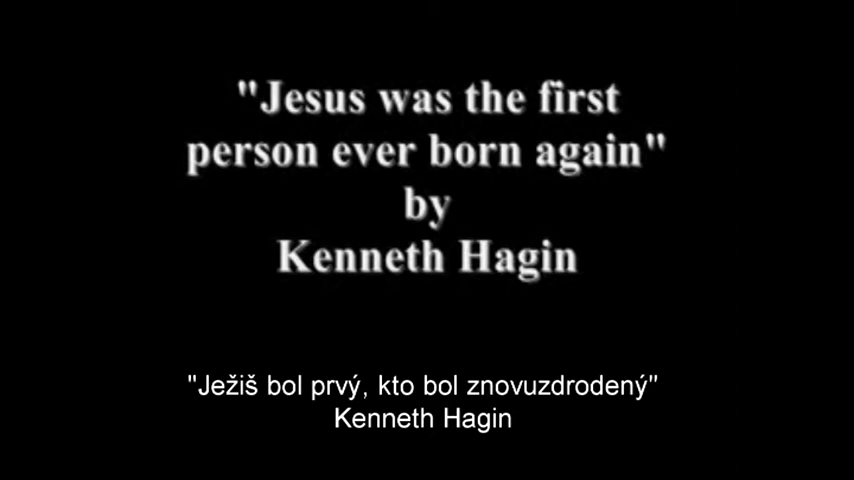 "Jesus was the first
person ever born again"
by
Kenneth Hagin
"Ježiš bol prvý, kto bol znovuzdrodený"
Kenneth Hagin